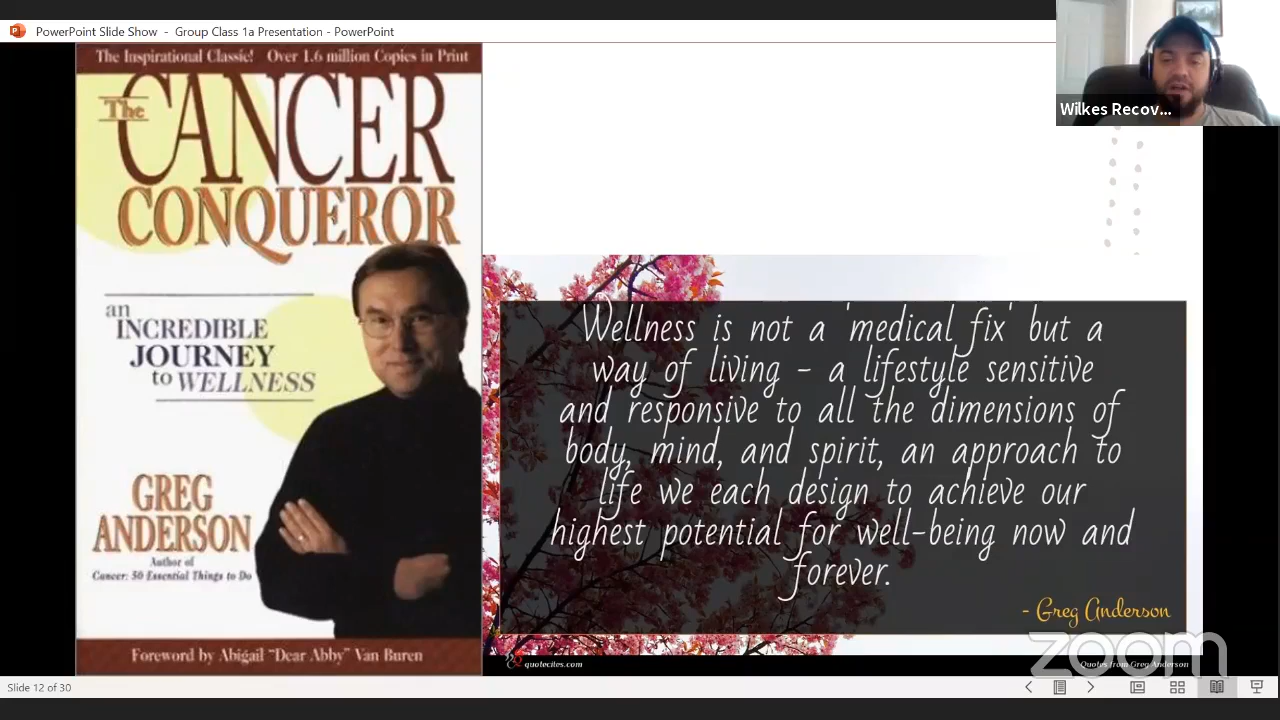 PowerPoint Slide Show - Group Class 1a Presentation - PowerPoint
Wilkes Recov...
The Inspirational Classic! Over 1.6 million Copies in Print
The
CANCER
CONQUEROR
an
INCREDIBLE
JOURNEY
to WELLNESS
GREG
ANDERSON
Author of
Cancer: 50 Essential Things to Do
Foreword by Abigail "Dear Abby" Van Buren
Wellness is not a 'medical fix' but a
way of living - a lifestyle sensitive
and responsive to all the dimensions of
body, mind, and spirit, an approach to
life we each design to achieve our
highest potential for well-being now and
forever.
- Greg Anderson
quotecites.com
Quotes from Greg Anderson
zoom
Slide 12 of 30